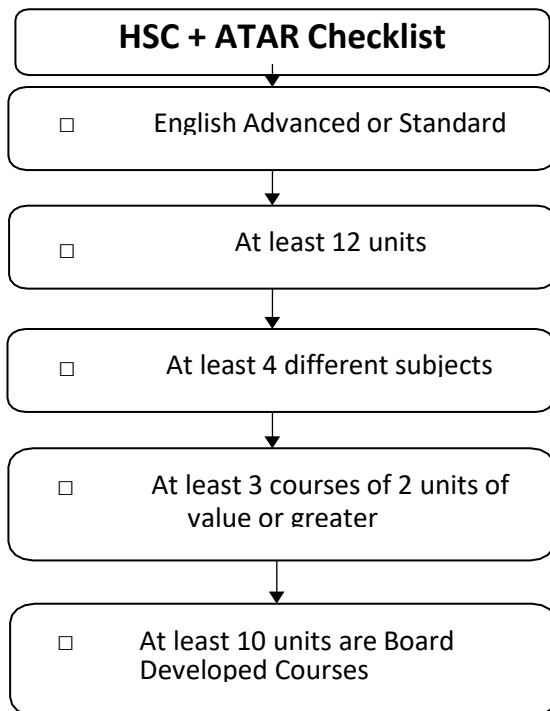 HSC + ATAR Checklist
□ English Advanced or Standard
□ At least 12 units
□ At least 4 different subjects
□ At least 3 courses of 2 units of
value or greater
□ At least 10 units are Board
Developed Courses